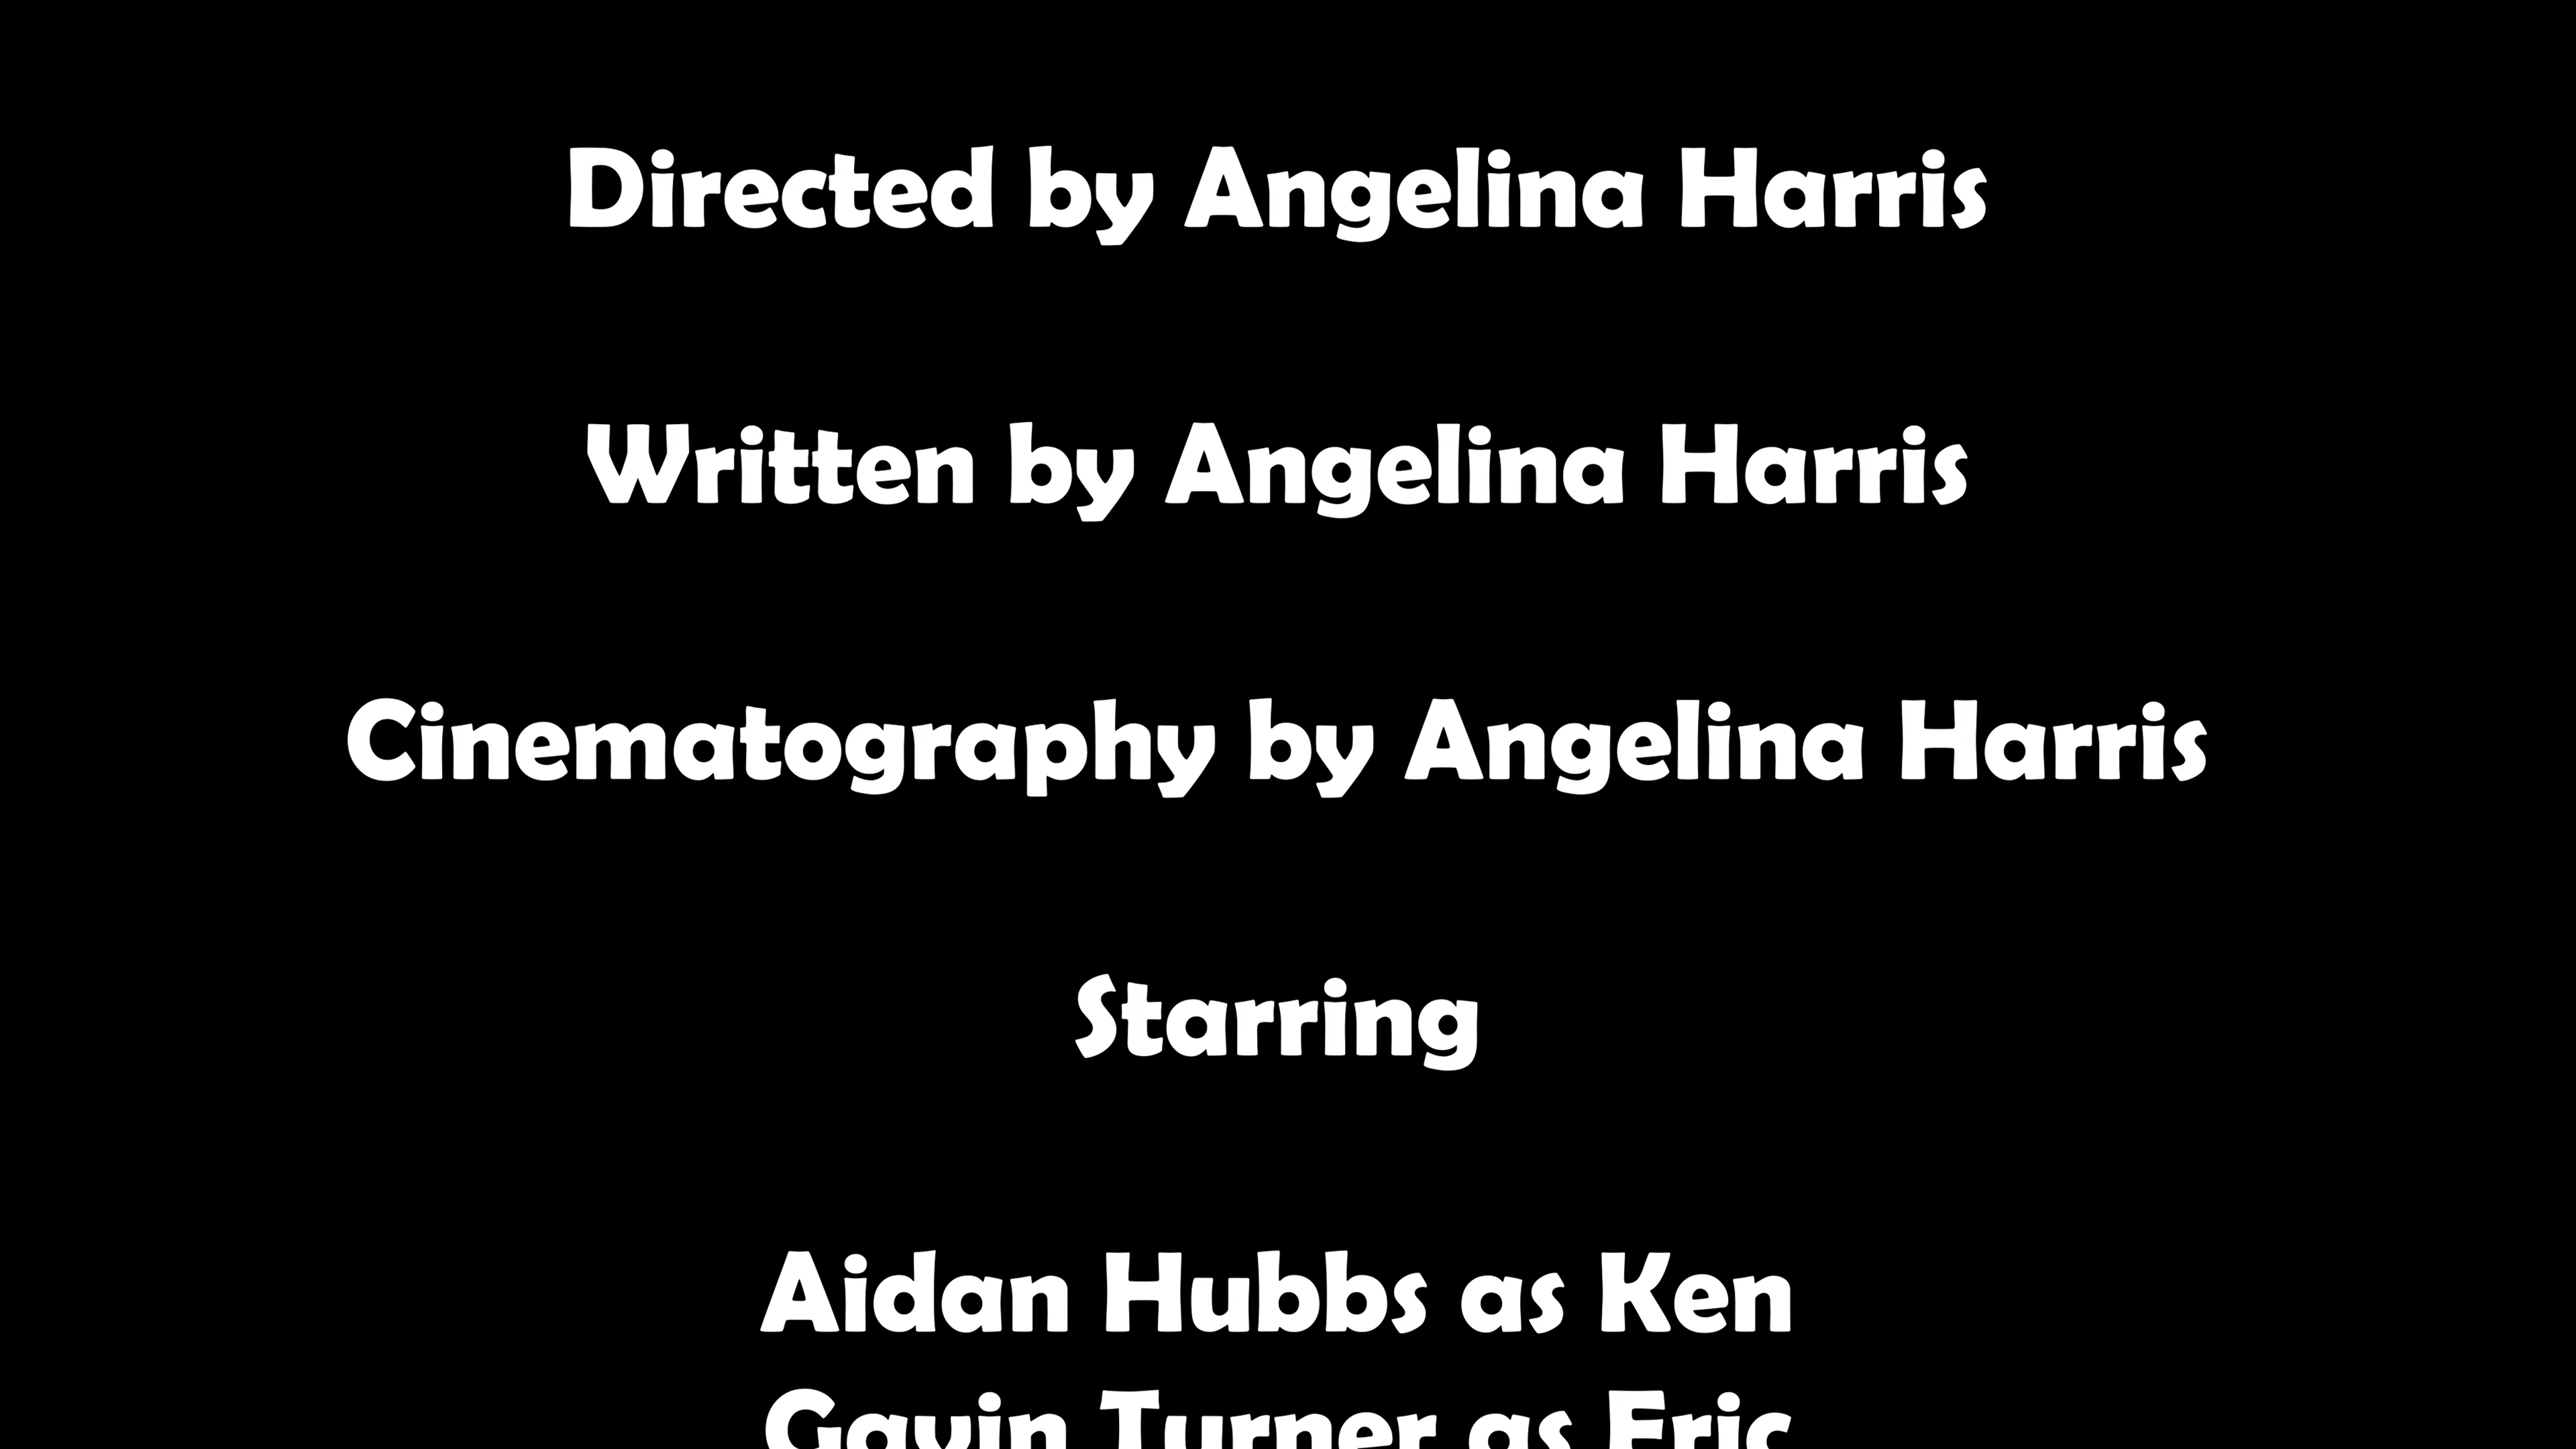 Directed by Angelina Harris
Written by Angelina Harris
Cinematography by Angelina Harris
Starring
Aidan Hubbs as Ken
Gavin Turner as Eric